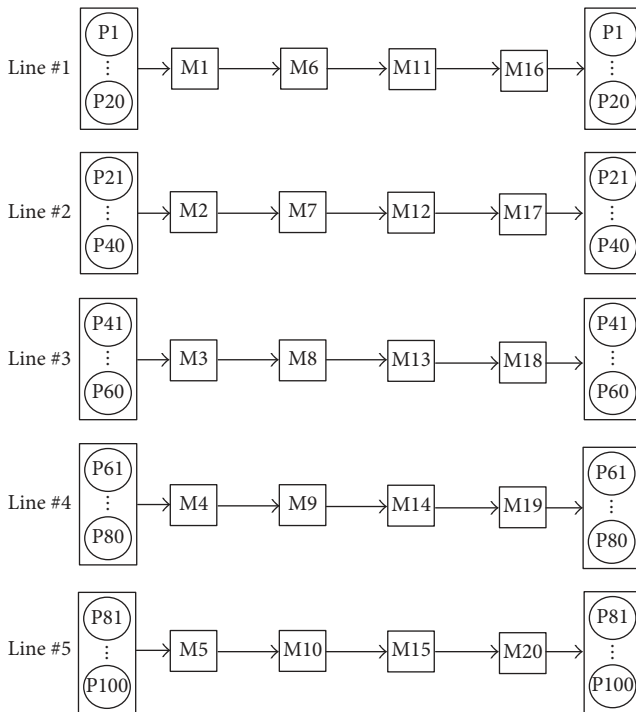 P1 P1
Line #1 M1 M6 M11 M16
P20 P20
P21 P21
Line #2 M2 M7 M12 M17
P40 P40
P41 P41
Line #3 M3 M8 M13 M18
P60 P60
P61 P61
Line #4 M4 M9 M14 M19
P80 P80
P81 P81
Line #5 M5 M10 M15 M20
P100 P100